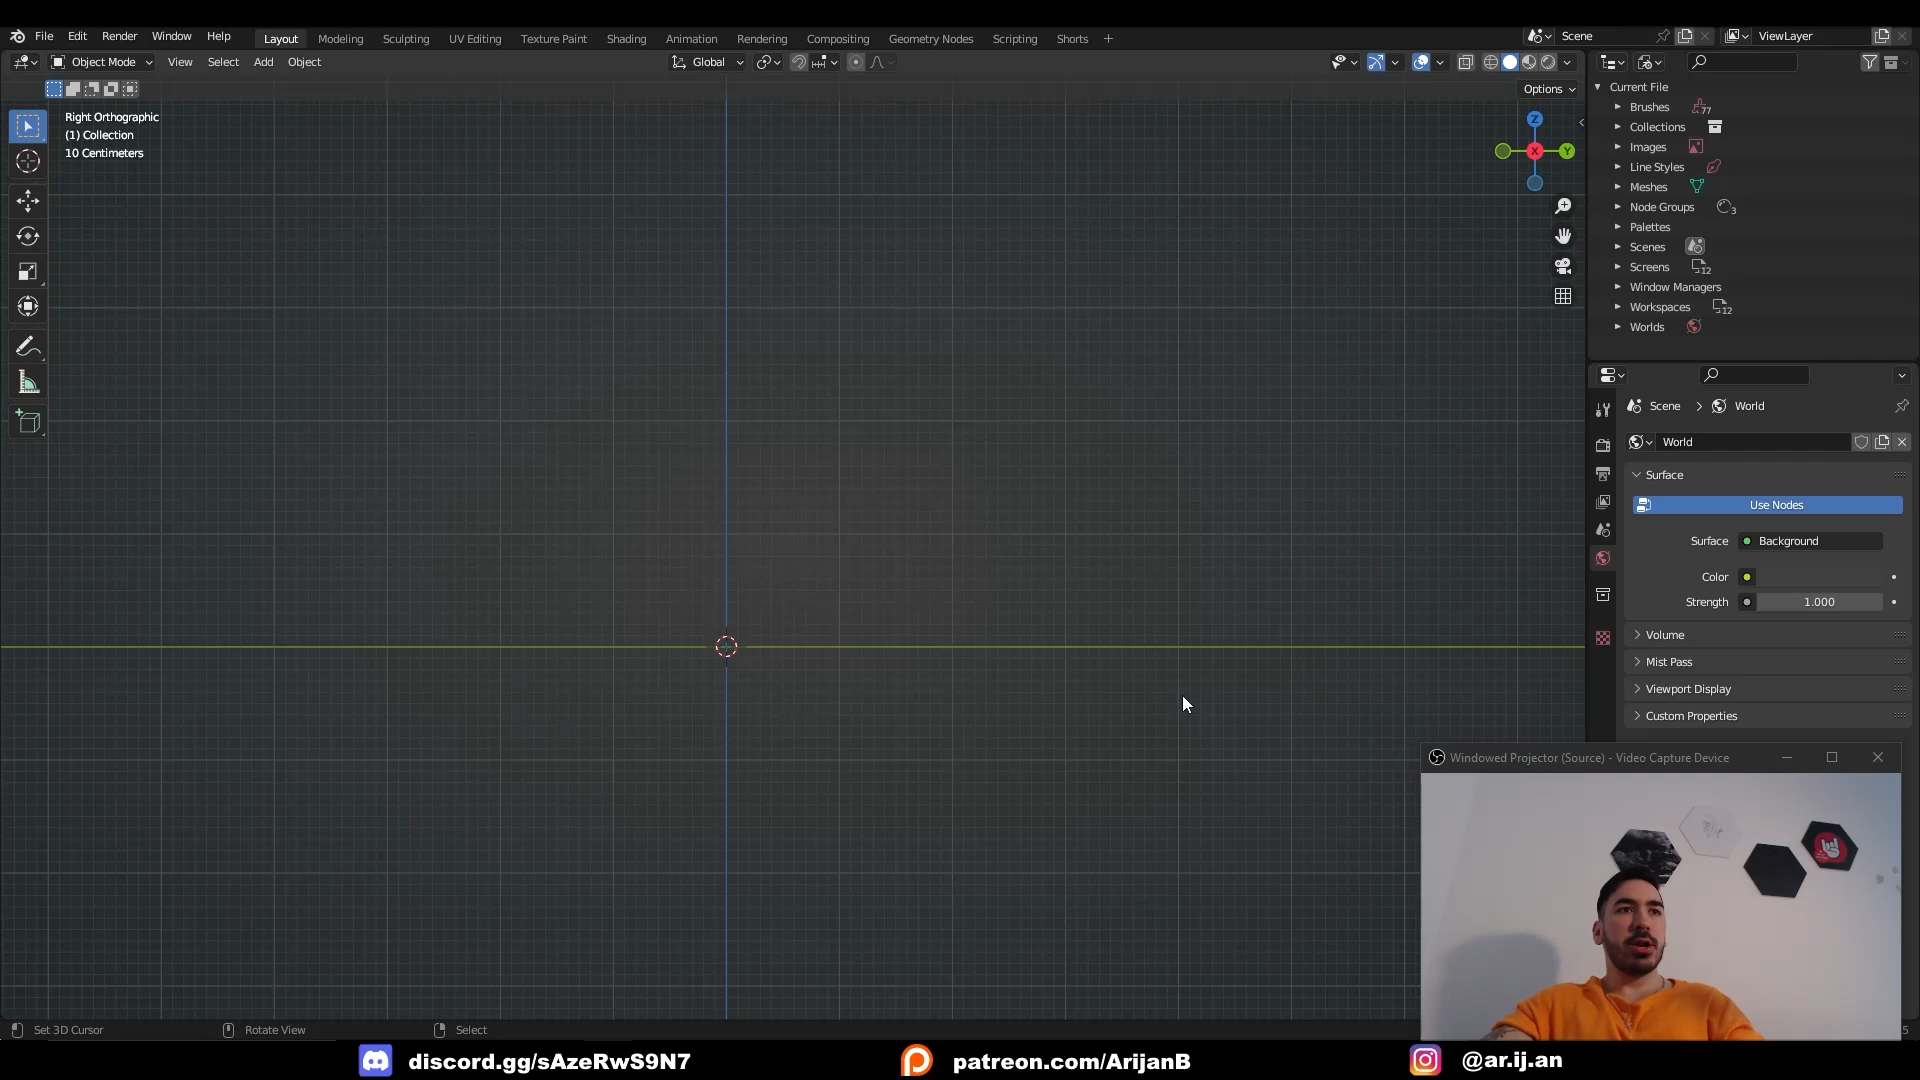 File Edit Render Window Help Layout Modeling Sculpting UV Editing Texture Paint Shading Animation Rendering Compositing Geometry Nodes Scripting Shorts + Scene ViewLayer
Object Mode View Select Add Object Global
Options
Right Orthographic
(1) Collection
10 Centimeters
Z
X
Y
Current File
Brushes 77
Collections
Images
Line Styles
Meshes
Node Groups 3
Palettes
Scenes
Screens 12
Window Managers
Workspaces 12
Worlds
Scene > World
World
Surface
Use Nodes
Surface Background
Color
Strength 1.000
Volume
Mist Pass
Viewport Display
Custom Properties
Windowed Projector (Source) - Video Capture Device
Set 3D Cursor Rotate View Select
discord.gg/sAzeRwS9N7 patreon.com/ArijanB @ar.ij.an